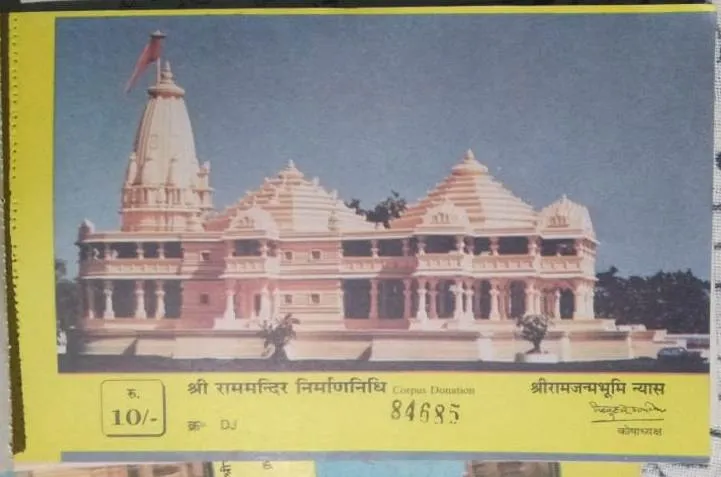 रु.
10/-
श्री राममन्दिर निर्माणनिधि Corpus Donation
क्र॰ DJ
84685
श्रीरामजन्मभूमि न्यास
कोषाध्यक्ष